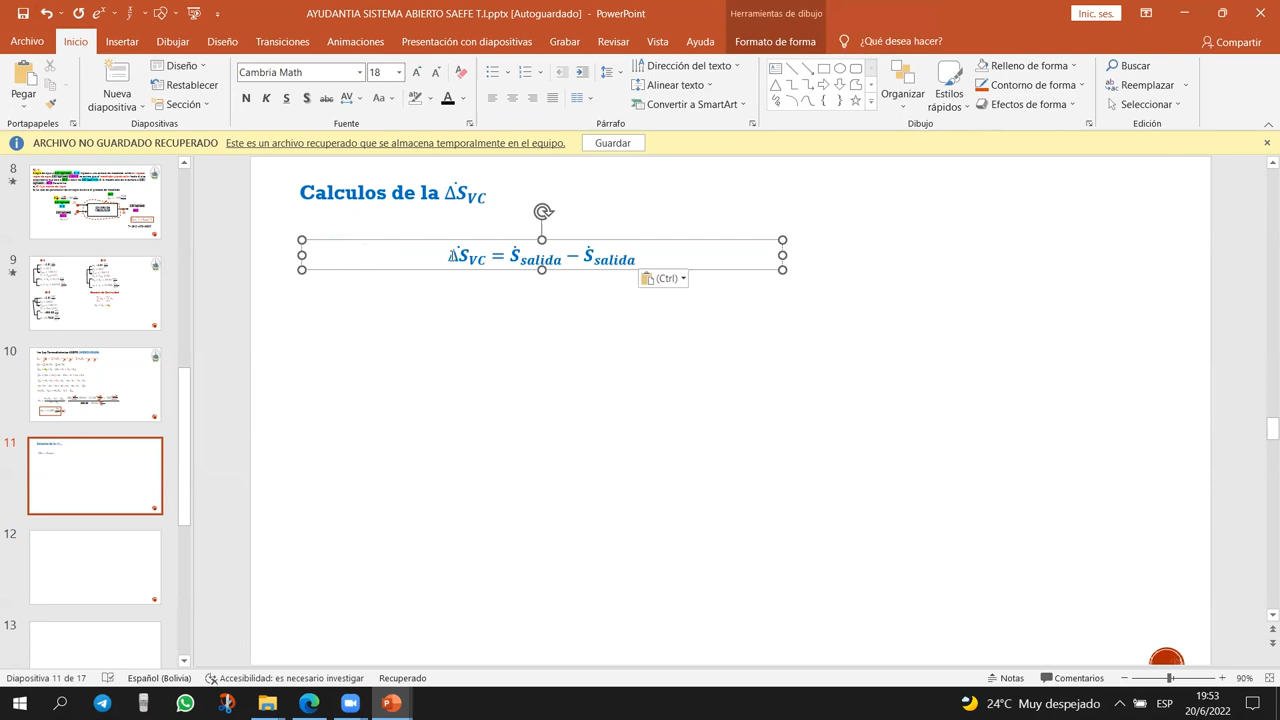 AYUDANTIA SISTEMA ABIERTO SAEFE T.I.pptx [Autoguardado] - PowerPoint
Herramientas de dibujo
Inic. ses.
Archivo Inicio Insertar Dibujar Diseño Transiciones Animaciones Presentación con diapositivas Grabar Revisar Vista Ayuda Formato de forma ¿Qué desea hacer? Compartir
Pegar
Nueva diapositiva
Diseño
Restablecer
Sección
Cambria Math 18
N K S S abc AV Aa A
Dirección del texto
Alinear texto
Convertir a SmartArt
Organizar
Estilos rápidos
Relleno de forma
Contorno de forma
Efectos de forma
Buscar
Reemplazar
Seleccionar
Portapapeles Diapositivas Fuente Párrafo Dibujo Edición
ARCHIVO NO GUARDADO RECUPERADO Este es un archivo recuperado que se almacena temporalmente en el equipo. Guardar
8
9
10
11
12
13
Calculos de la ΔṠ_VC
ΔṠ_VC = Ṡ_salida − Ṡ_salida
(Ctrl)
Diapositiva 11 de 17 Español (Bolivia) Accesibilidad: es necesario investigar Recuperado Notas Comentarios 90%
24°C Muy despejado ESP
19:53
20/6/2022